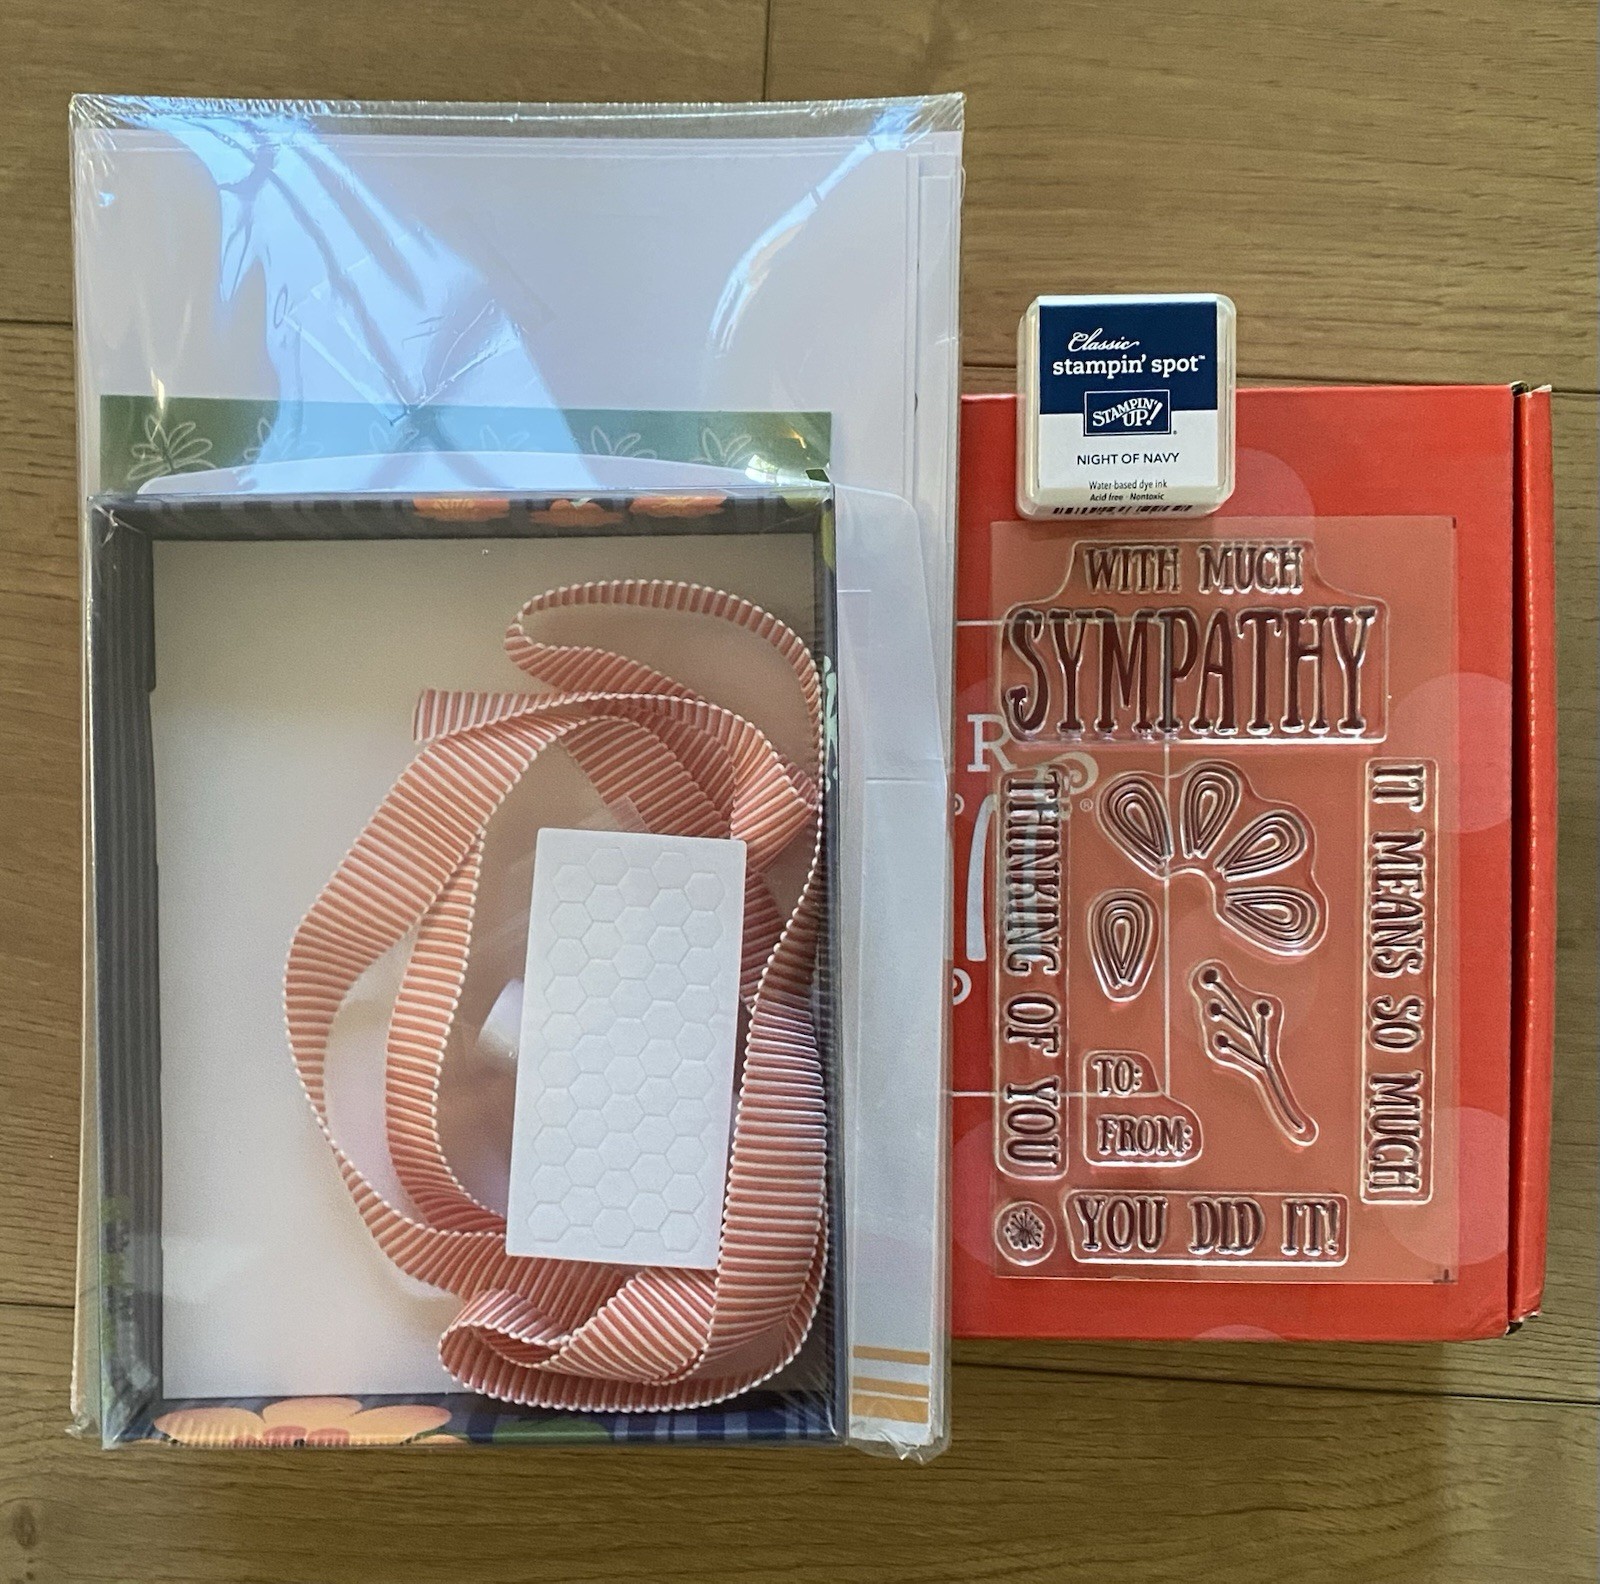 Classic
stampin' spot™
STAMPIN'
UP!®
NIGHT OF NAVY
Water-based dye ink
Acid free · Nontoxic
WITH MUCH
SYMPATHY
THINKING OF YOU
IT MEANS SO MUCH
TO:
FROM:
YOU DID IT!